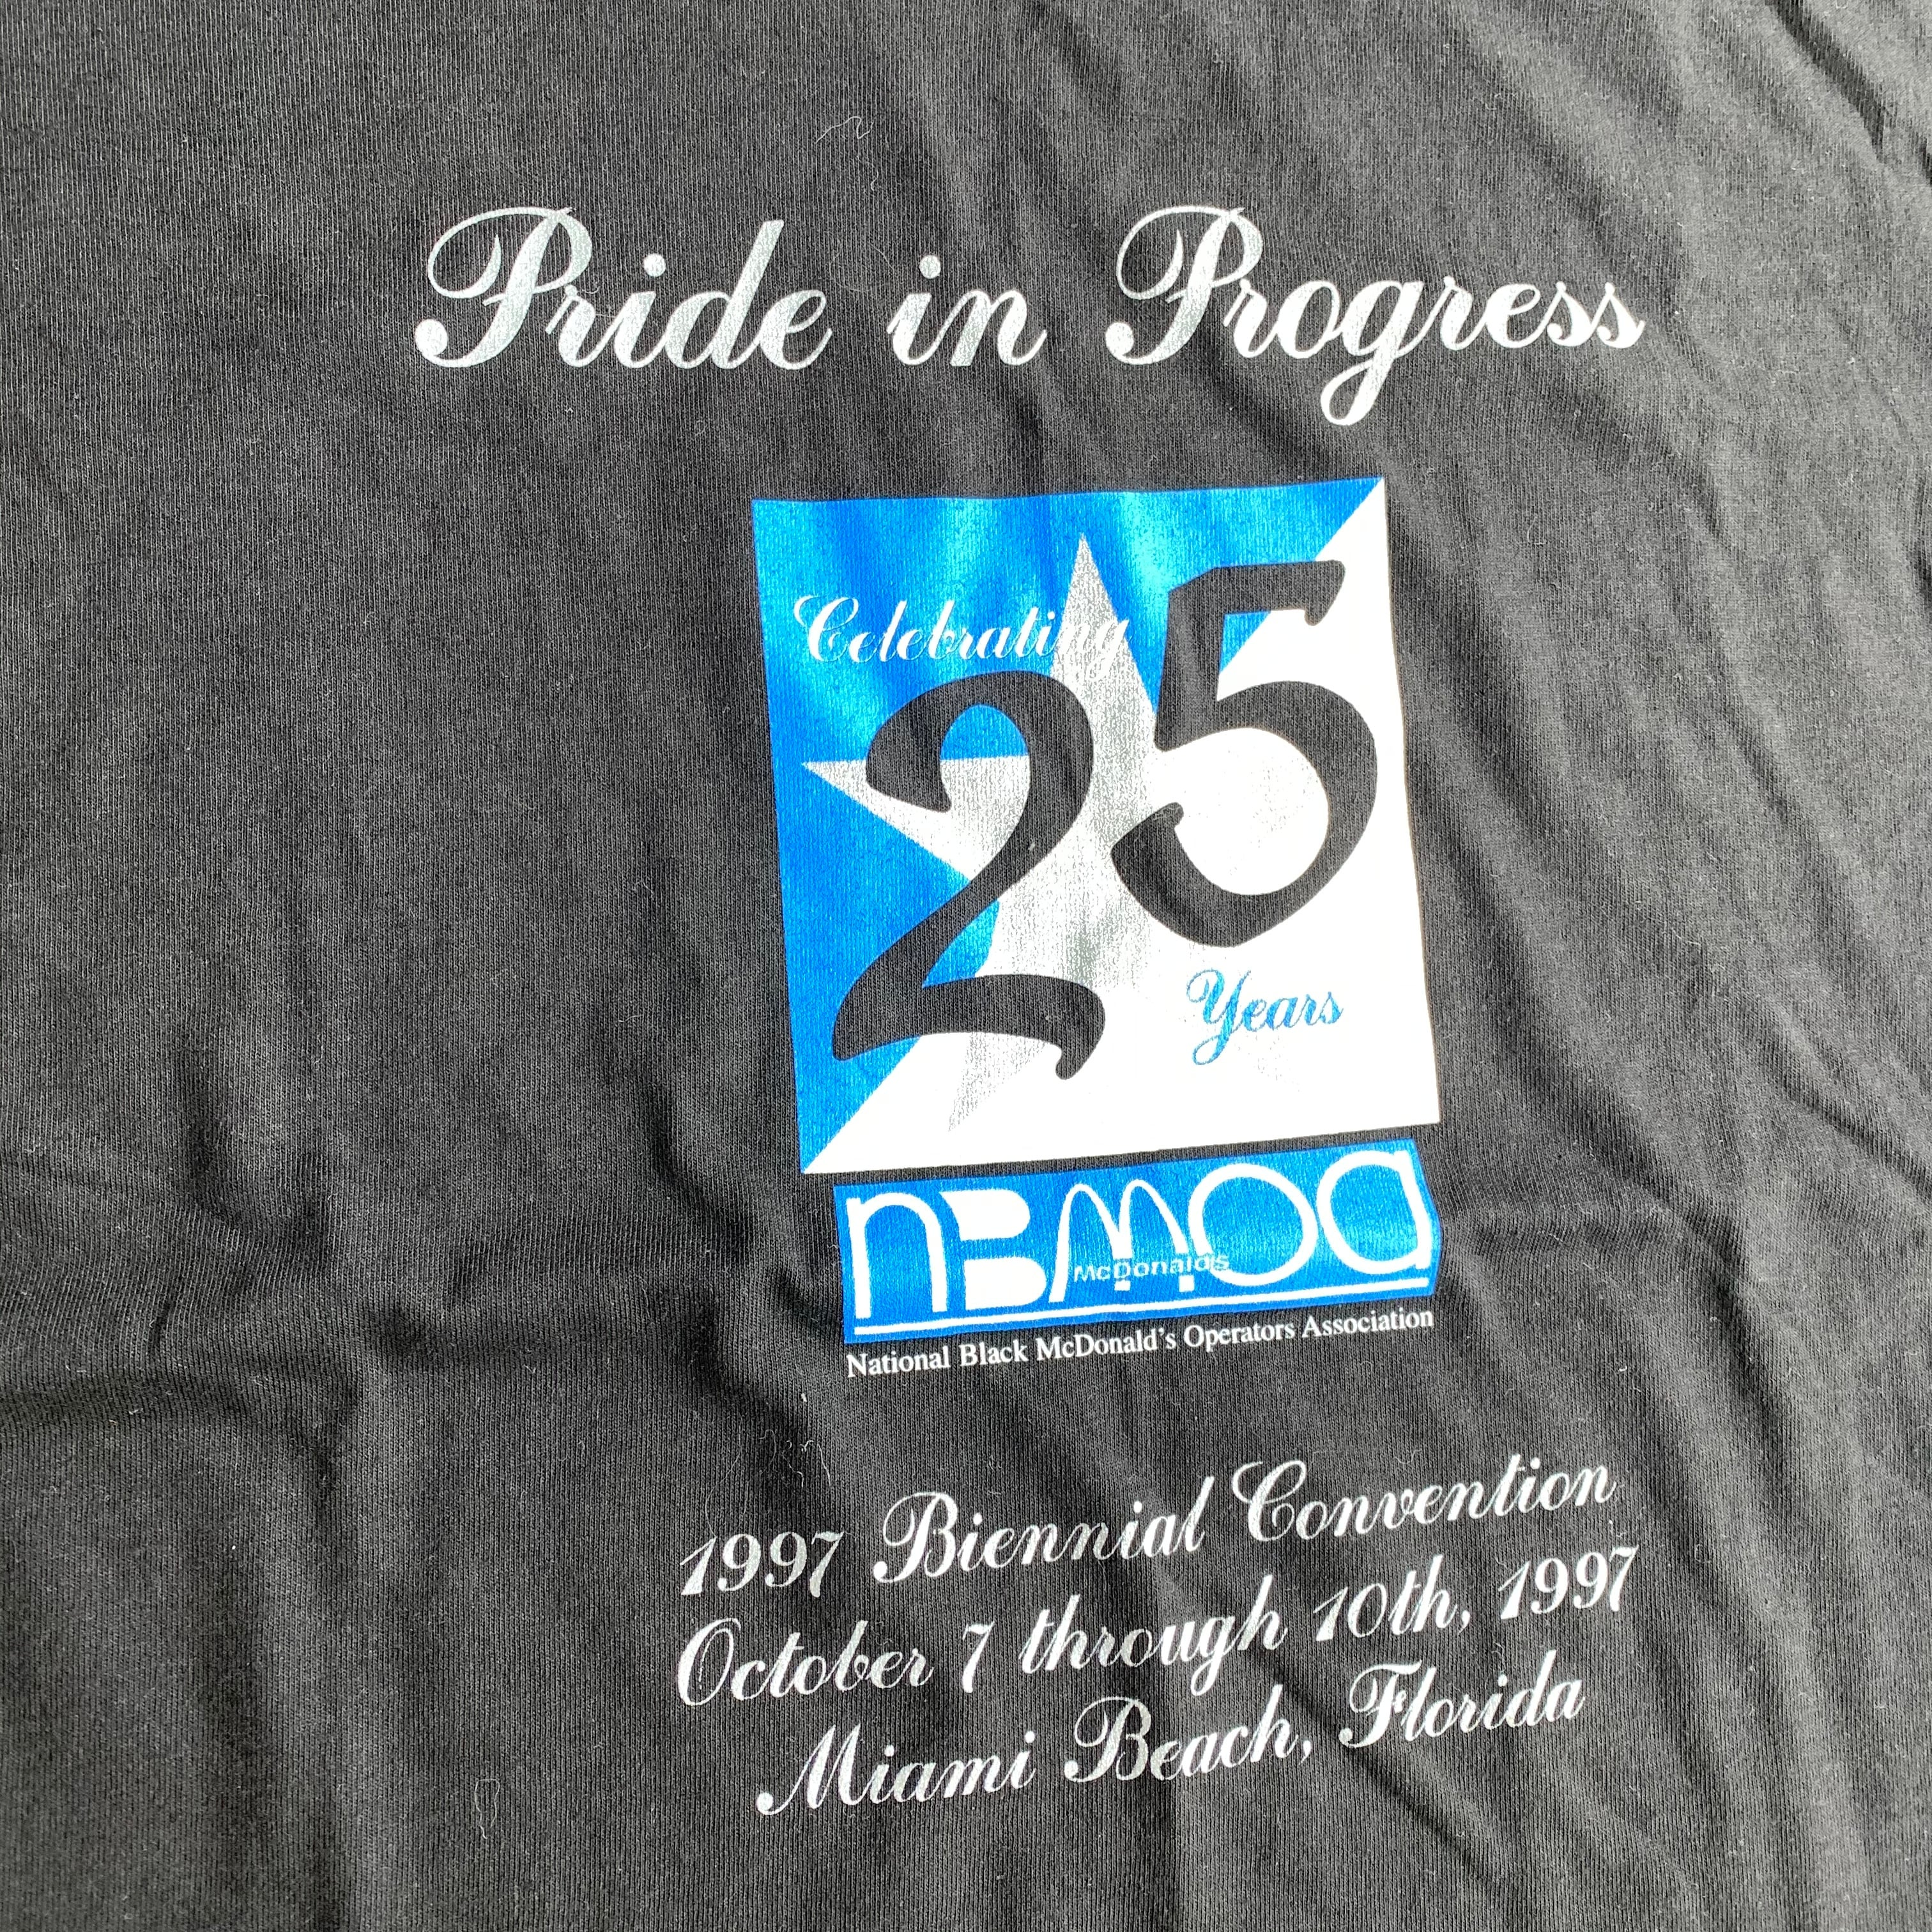 Pride in Progress
Celebrating
25
Years
nBMOa
McDonald's
National Black McDonald's Operators Association
1997 Biennial Convention
October 7 through 10th, 1997
Miami Beach, Florida